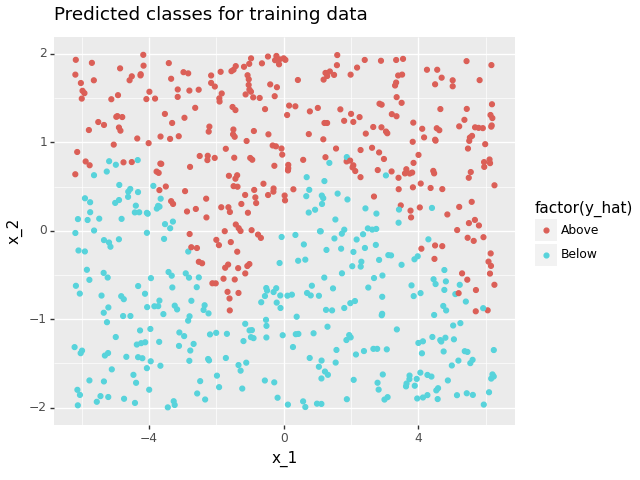 Predicted classes for training data
2
1
0
−1
−2
x_2
−4
0
4
x_1
factor(y_hat)
Above
Below